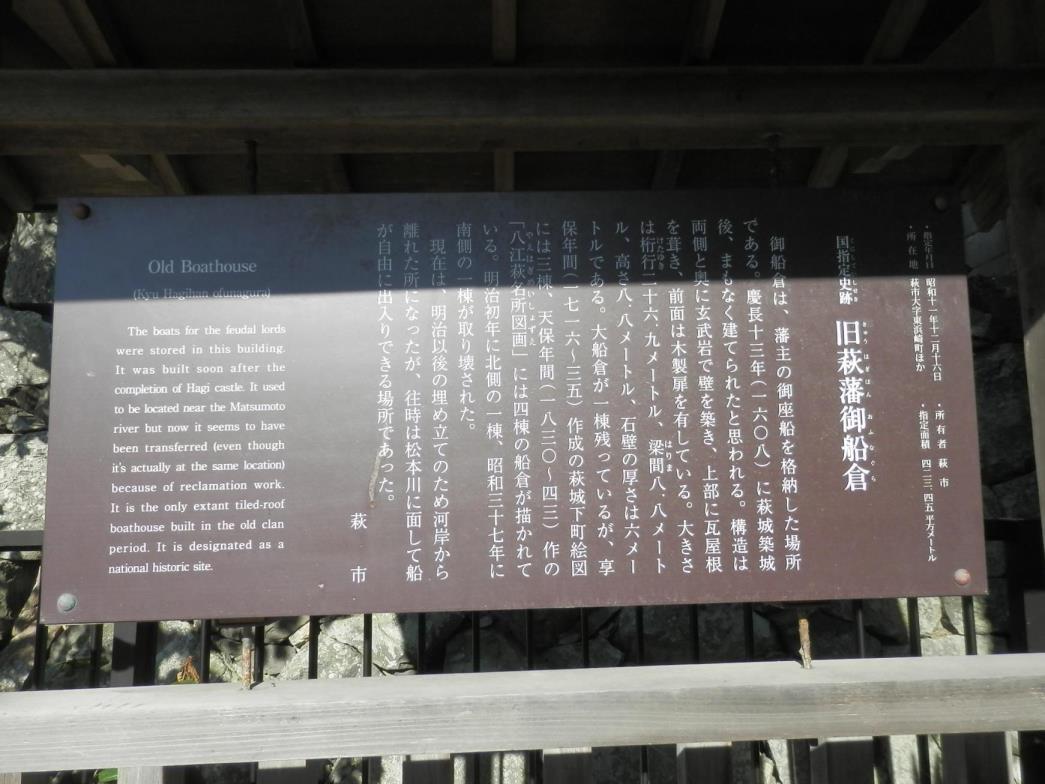 ・指定年月日 昭和十一年十二月十六日
・所在地 萩市大字東浜崎町ほか
・所有者 萩市
・指定面積 四三三.四五平方メートル
国指定史跡 旧萩藩御船倉
御船倉は、藩主の御座船を格納した場所
である。慶長十三年（一六〇八）に萩城築城
後、まもなく建てられたと思われる。構造は
両側と奥に玄武岩で壁を築き、上部に瓦屋根
を葺き、前面は木製扉を有している。大きさ
は桁行二十六、九メートル、梁間八.八メート
ル、高さ八、八メートル、石壁の厚さは六メー
トルである。大船倉が一棟残っているが、享
保年間（一七一六〜三五）作成の萩城下町絵図
には三棟、天保年間（一八三〇〜四三）作の
「八江萩名所図画」には四棟の船倉が描かれて
いる。明治初年に北側の一棟、昭和三十七年に
南側の一棟が取り壊された。
現在は、明治以後の埋め立てのため河岸から
離れた所になったが、往時は松本川に面して船
が自由に出入りできる場所であった。
萩市
Old Boathouse
(Kyu Hagihan ofunagura)
The boats for the feudal lords
were stored in this building.
It was built soon after the
completion of Hagi castle. It used
to be located near the Matsumoto
river but now it seems to have
been transferred (even though
it's actually at the same location)
because of reclamation work.
It is the only extant tiled-roof
boathouse built in the old clan
period. It is designated as a
national historic site.